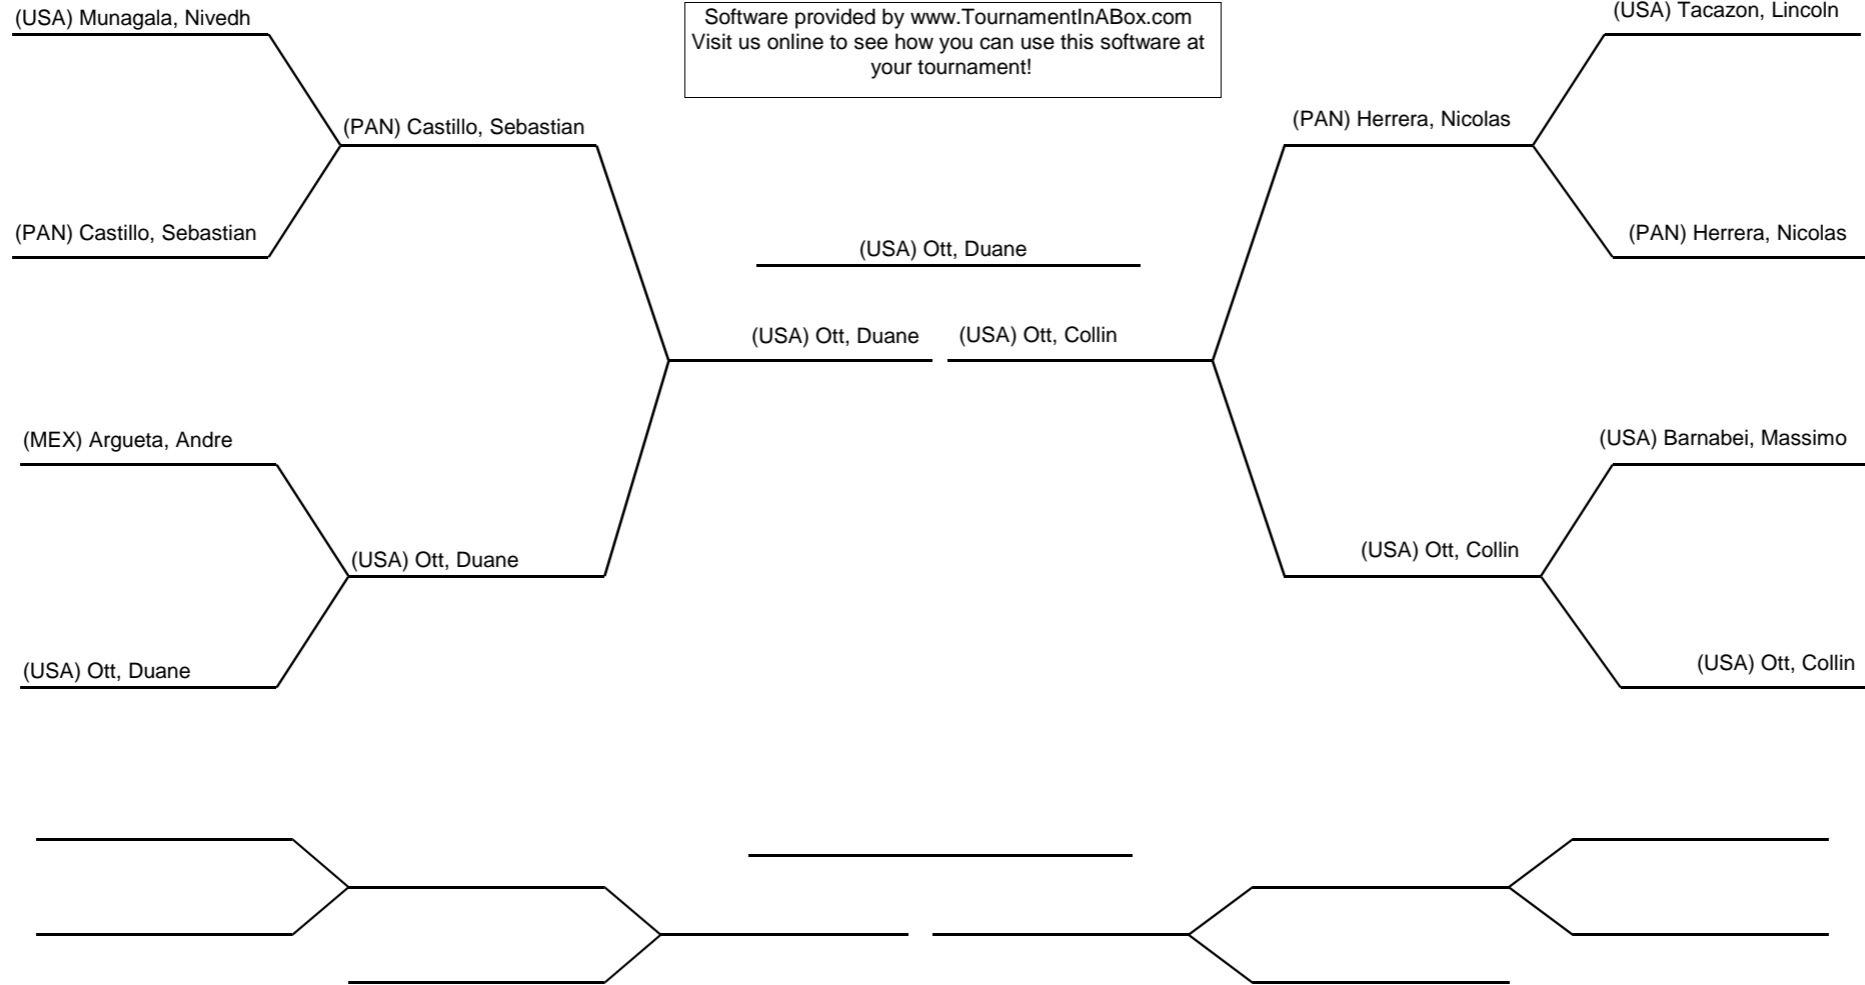 (USA) Munagala, Nivedh
Software provided by www.TournamentInABox.com
Visit us online to see how you can use this software at
your tournament!
(USA) Tacazon, Lincoln
(PAN) Castillo, Sebastian
(PAN) Herrera, Nicolas
(PAN) Castillo, Sebastian
(USA) Ott, Duane
(PAN) Herrera, Nicolas
(USA) Ott, Duane
(USA) Ott, Collin
(MEX) Argueta, Andre
(USA) Barnabei, Massimo
(USA) Ott, Duane
(USA) Ott, Collin
(USA) Ott, Duane
(USA) Ott, Collin